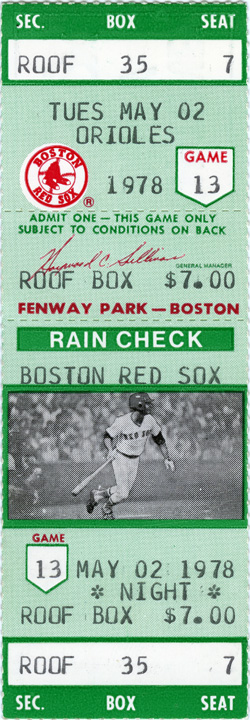 SEC. BOX SEAT
ROOF 35 7
TUES MAY 02
ORIOLES
BOSTON
RED SOX
®
1978
GAME
13
ADMIT ONE — THIS GAME ONLY
SUBJECT TO CONDITIONS ON BACK
Haywood C Sullivan
GENERAL MANAGER
ROOF BOX $7.00
FENWAY PARK — BOSTON
RAIN CHECK
BOSTON RED SOX
RED SOX
GAME
13 MAY 02 1978
* NIGHT *
ROOF BOX $7.00
ROOF 35 7
SEC. BOX SEAT